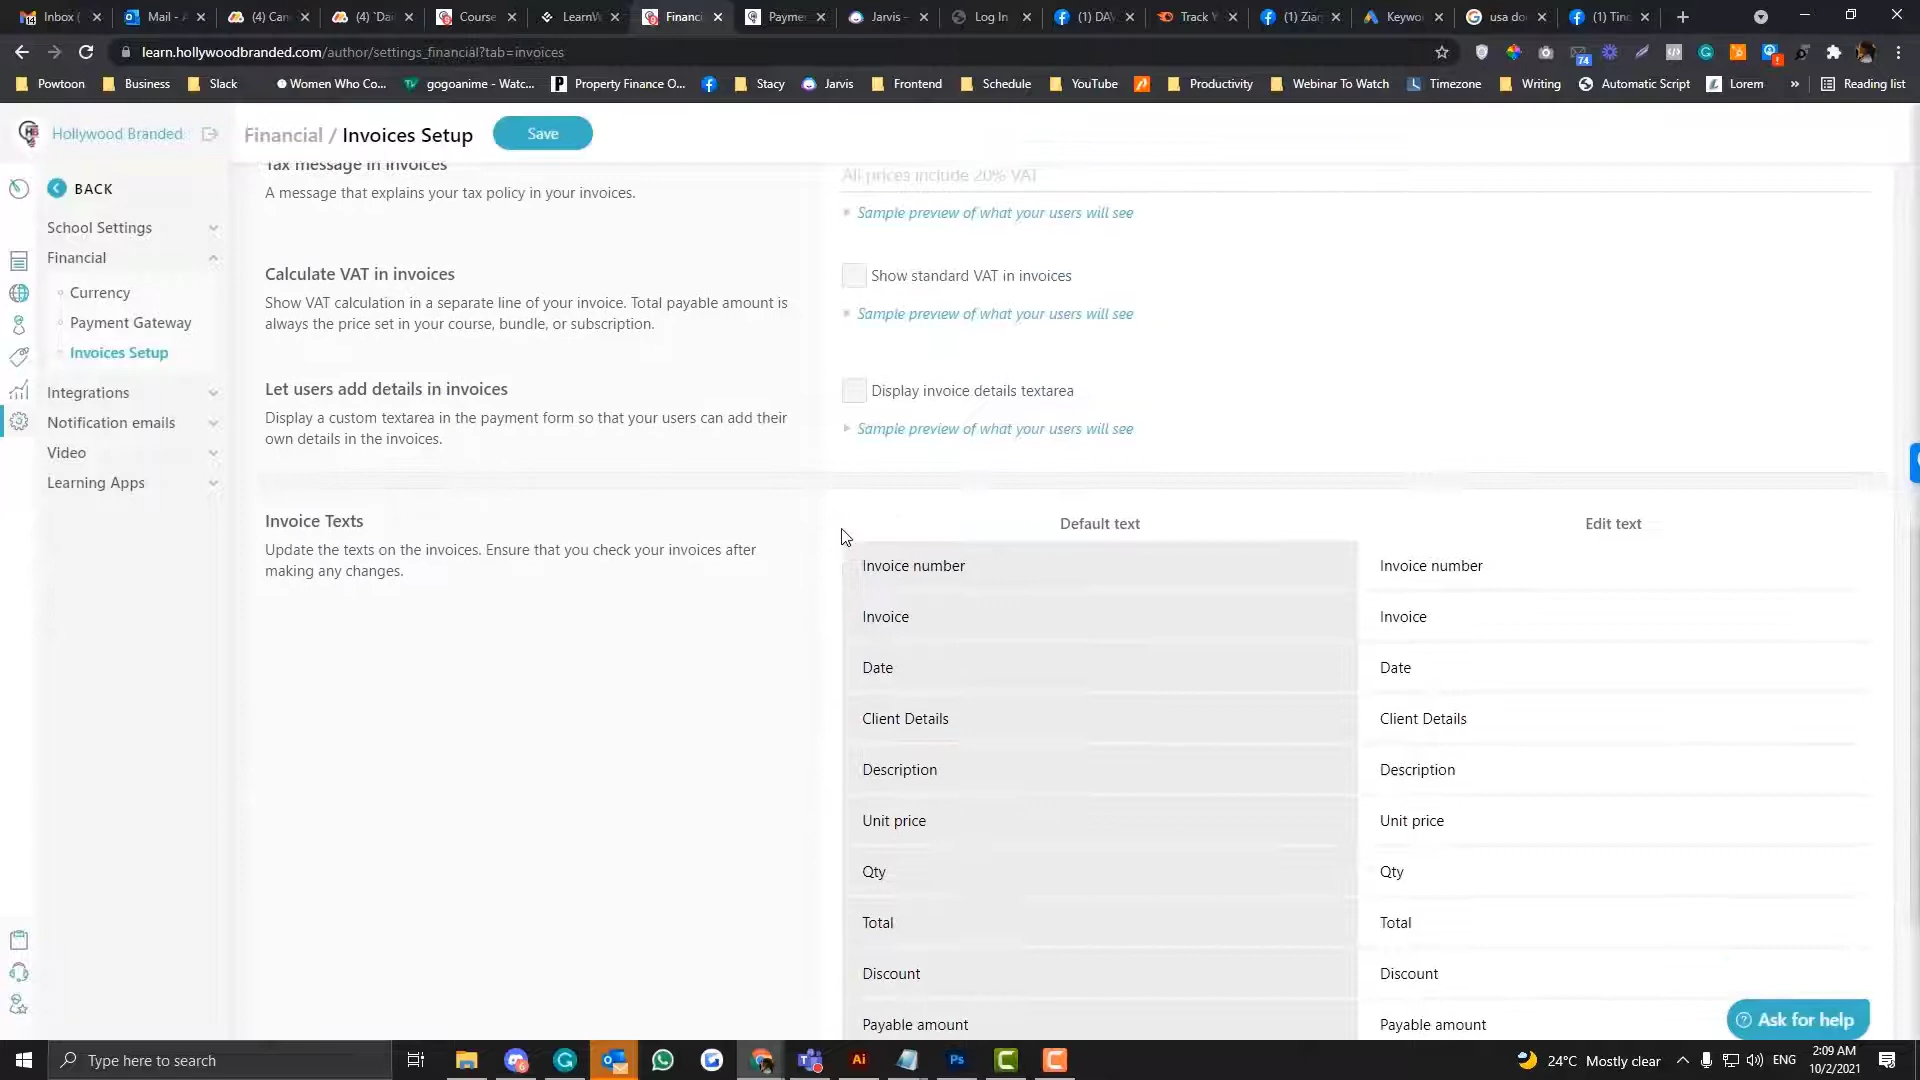 Inbox (
Mail -
(4) Can
(4) `Dai
Course
LearnW
Financi
Payme
Jarvis -
Log In
(1) DAV
Track Y
(1) Zian
Keywo
usa do
(1) Tin
learn.hollywoodbranded.com/author/settings_financial?tab=invoices
74
Powtoon
Business
Slack
Women Who Co...
gogoanime - Watc...
Property Finance O...
Stacy
Jarvis
Frontend
Schedule
YouTube
Productivity
Webinar To Watch
Timezone
Writing
Automatic Script
Lorem
»
Reading list
Hollywood Branded
Financial / Invoices Setup
Save
BACK
School Settings
Financial
Currency
Payment Gateway
Invoices Setup
Integrations
Notification emails
Video
Learning Apps
Tax message in invoices
A message that explains your tax policy in your invoices.
All prices include 20% VAT
Sample preview of what your users will see
Calculate VAT in invoices
Show VAT calculation in a separate line of your invoice. Total payable amount is
always the price set in your course, bundle, or subscription.
Show standard VAT in invoices
Sample preview of what your users will see
Let users add details in invoices
Display a custom textarea in the payment form so that your users can add their
own details in the invoices.
Display invoice details textarea
Sample preview of what your users will see
Invoice Texts
Update the texts on the invoices. Ensure that you check your invoices after
making any changes.
Default text Edit text
Invoice number Invoice number
Invoice Invoice
Date Date
Client Details Client Details
Description Description
Unit price Unit price
Qty Qty
Total Total
Discount Discount
Payable amount Payable amount
Ask for help
Type here to search
Ai
Ps
24°C Mostly clear
ENG
2:09 AM
10/2/2021